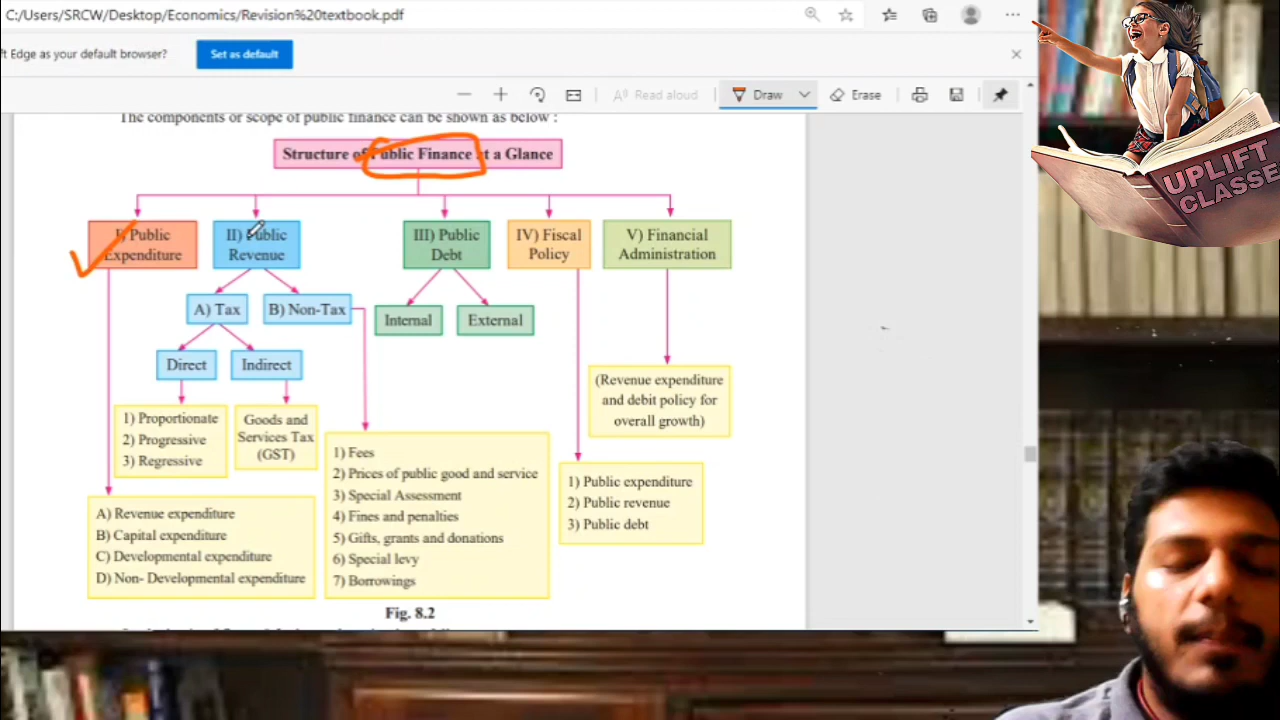 C:/Users/SRCW/Desktop/Economics/Revision%20textbook.pdf
ft Edge as your default browser?
Set as default
Read aloud
Draw
Erase
The components or scope of public finance can be shown as below :
Structure of Public Finance at a Glance
I) Public
Expenditure
II) Public
Revenue
III) Public
Debt
IV) Fiscal
Policy
V) Financial
Administration
A) Tax
B) Non-Tax
Internal
External
Direct
Indirect
1) Proportionate
2) Progressive
3) Regressive
Goods and
Services Tax
(GST)
(Revenue expenditure
and debit policy for
overall growth)
1) Fees
2) Prices of public good and service
3) Special Assessment
4) Fines and penalties
5) Gifts, grants and donations
6) Special levy
7) Borrowings
1) Public expenditure
2) Public revenue
3) Public debt
A) Revenue expenditure
B) Capital expenditure
C) Developmental expenditure
D) Non- Developmental expenditure
Fig. 8.2
UPLIFT
CLASSE